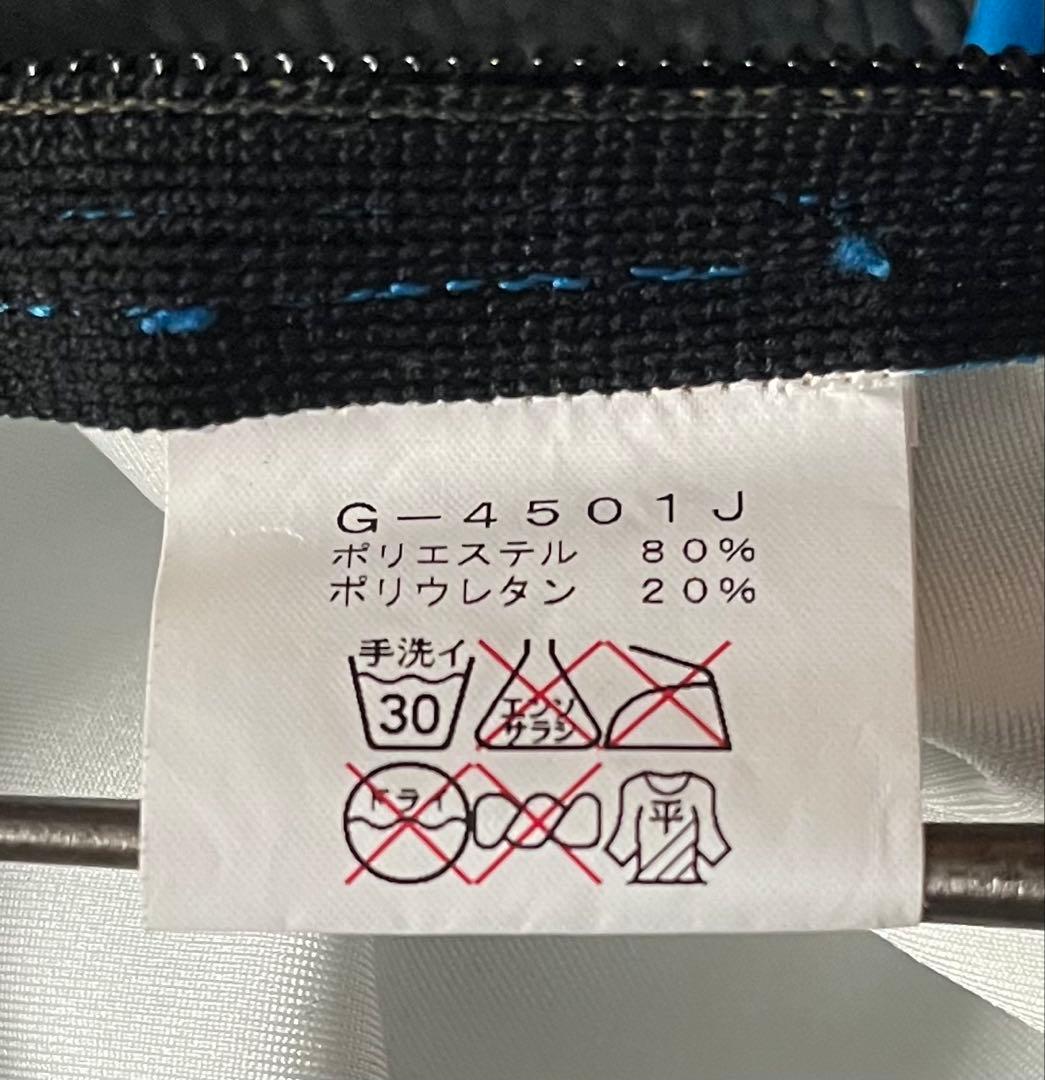 G－4501J
ポリエステル　80%
ポリウレタン　20%
手洗イ
30
エンソ
サラシ
ドライ
平